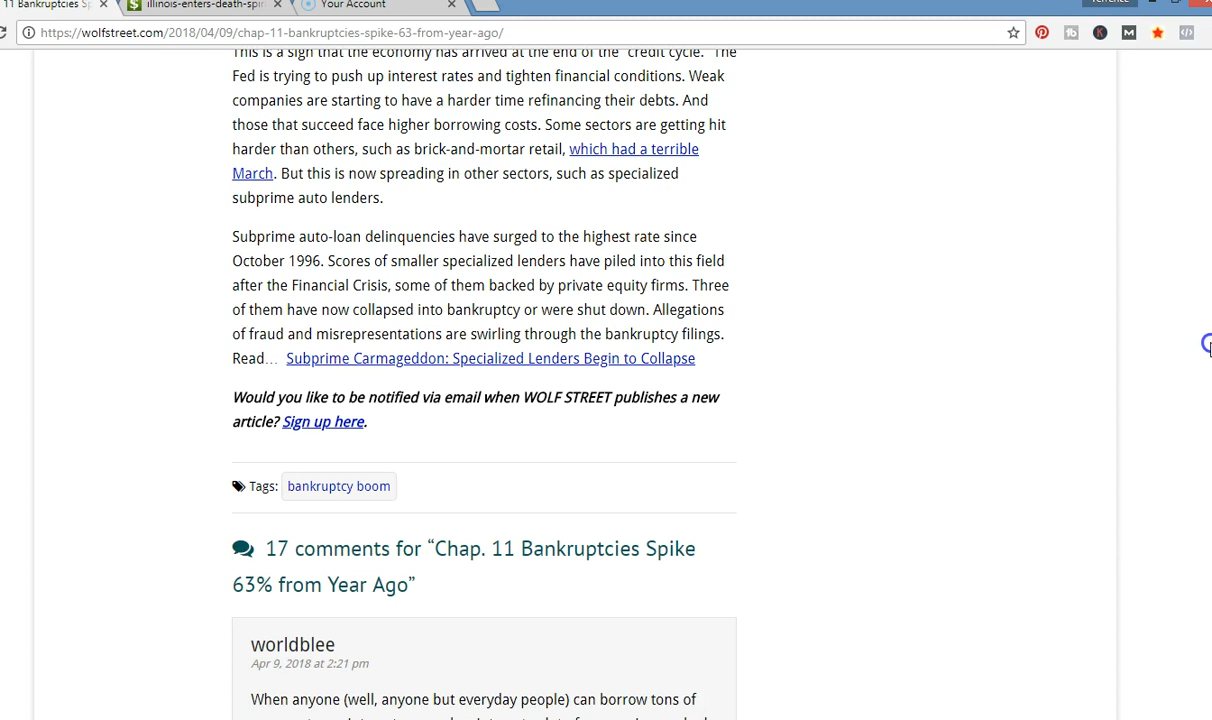 11 Bankruptcies Sp
illinois-enters-death-spir
Your Account
https://wolfstreet.com/2018/04/09/chap-11-bankruptcies-spike-63-from-year-ago/
This is a sign that the economy has arrived at the end of the “credit cycle.” The
Fed is trying to push up interest rates and tighten financial conditions. Weak
companies are starting to have a harder time refinancing their debts. And
those that succeed face higher borrowing costs. Some sectors are getting hit
harder than others, such as brick-and-mortar retail, which had a terrible
March. But this is now spreading in other sectors, such as specialized
subprime auto lenders.
Subprime auto-loan delinquencies have surged to the highest rate since
October 1996. Scores of smaller specialized lenders have piled into this field
after the Financial Crisis, some of them backed by private equity firms. Three
of them have now collapsed into bankruptcy or were shut down. Allegations
of fraud and misrepresentations are swirling through the bankruptcy filings.
Read… Subprime Carmageddon: Specialized Lenders Begin to Collapse
Would you like to be notified via email when WOLF STREET publishes a new
article? Sign up here.
Tags: bankruptcy boom
17 comments for “Chap. 11 Bankruptcies Spike
63% from Year Ago”
worldblee
Apr 9, 2018 at 2:21 pm
When anyone (well, anyone but everyday people) can borrow tons of